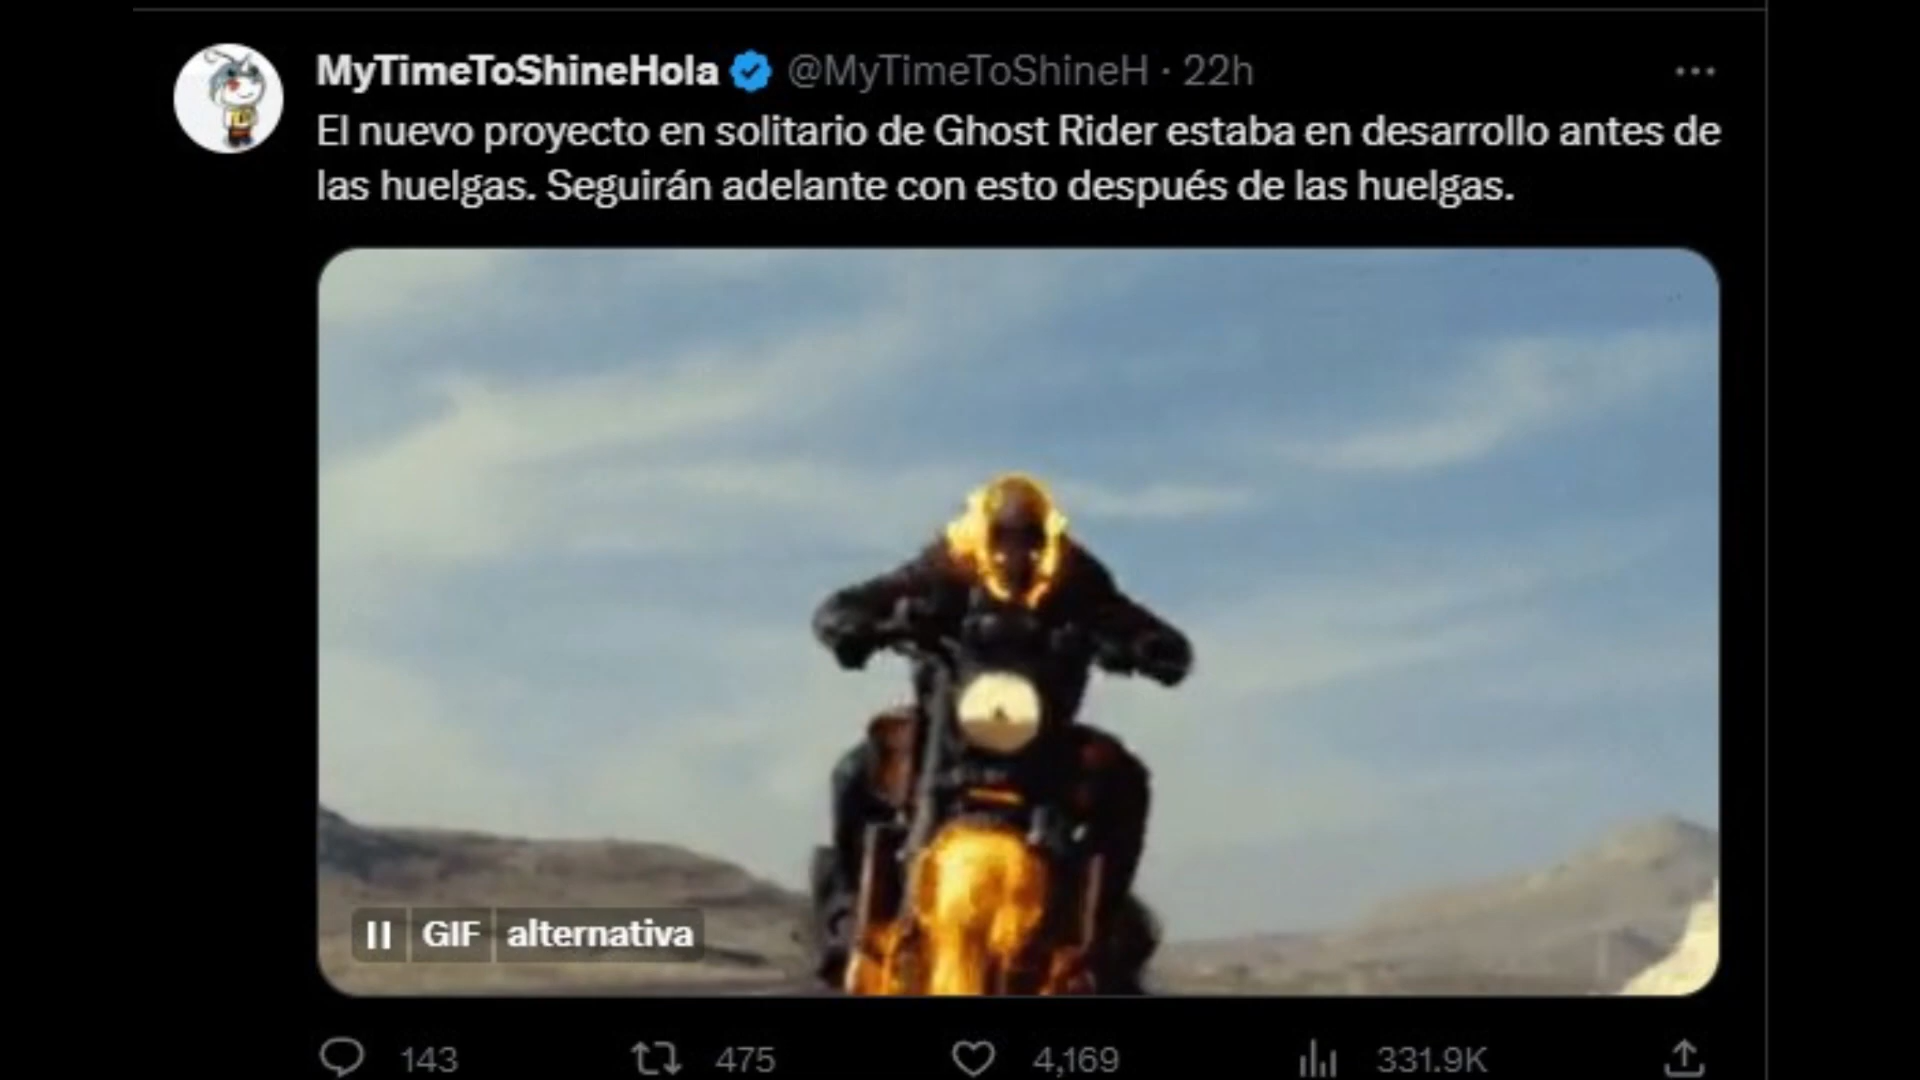 MyTimeToShineHola @MyTimeToShineH · 22h
El nuevo proyecto en solitario de Ghost Rider estaba en desarrollo antes de
las huelgas. Seguirán adelante con esto después de las huelgas.
GIF alternativa
143 475 4,169 331.9K